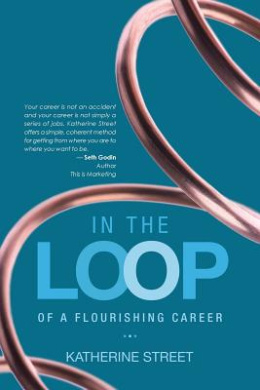 Your career is not an accident
and your career is not simply a
series of jobs. Katherine Street
offers a simple, coherent method
for getting from where you are to
where you want to be.
— Seth Godin
Author
This is Marketing
IN THE
LOOP
OF A FLOURISHING CAREER
KATHERINE STREET